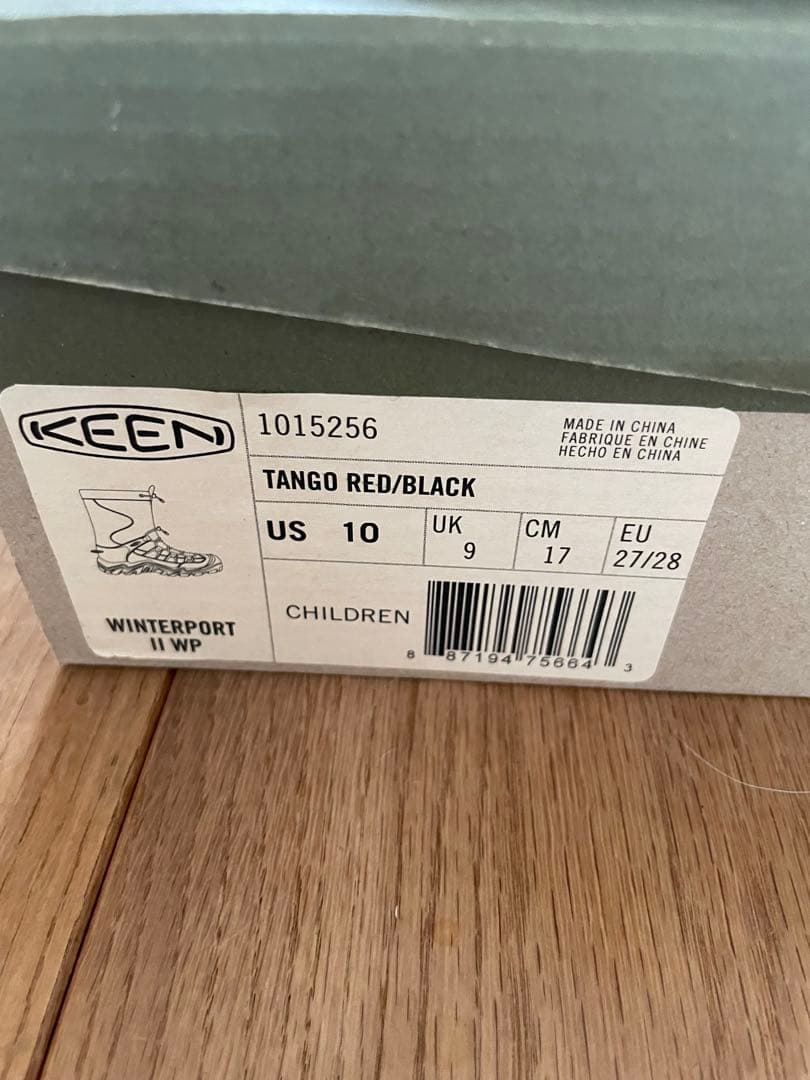 KEEN
1015256
MADE IN CHINA
FABRIQUE EN CHINE
HECHO EN CHINA
TANGO RED/BLACK
US 10
UK 9
CM 17
EU 27/28
WINTERPORT
II WP
CHILDREN
8 87194 75664 3